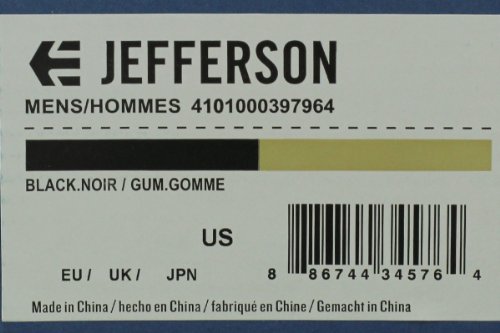 JEFFERSON
MENS/HOMMES 4101000397964
BLACK.NOIR / GUM.GOMME
US
EU / UK / JPN
8 86744 34576 4
Made in China / hecho en China / fabriqué en Chine / Gemacht in China